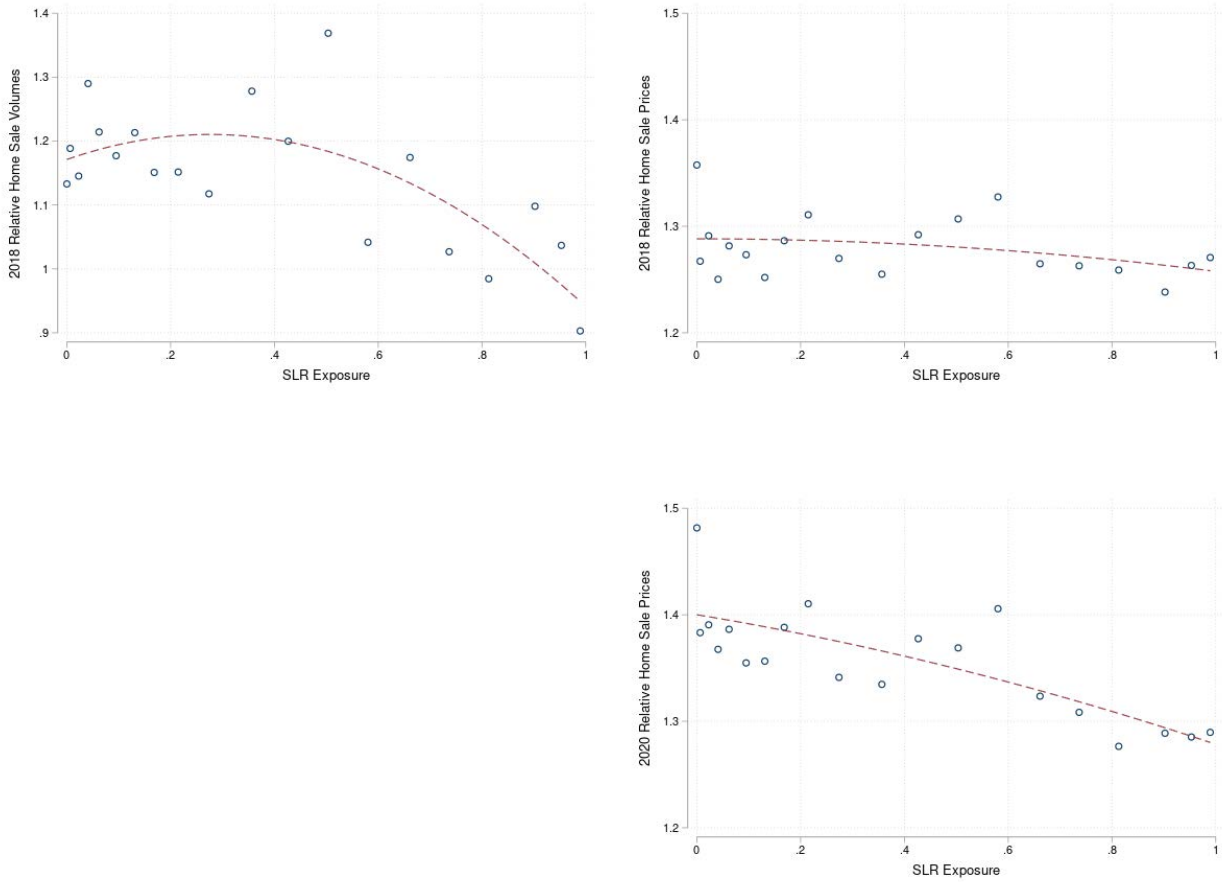 1.4
1.3
1.2
1.1
1
.9
2018 Relative Home Sale Volumes
0 .2 .4 .6 .8 1
SLR Exposure
1.5
1.4
1.3
1.2
2018 Relative Home Sale Prices
0 .2 .4 .6 .8 1
SLR Exposure
1.5
1.4
1.3
1.2
2020 Relative Home Sale Prices
0 .2 .4 .6 .8 1
SLR Exposure